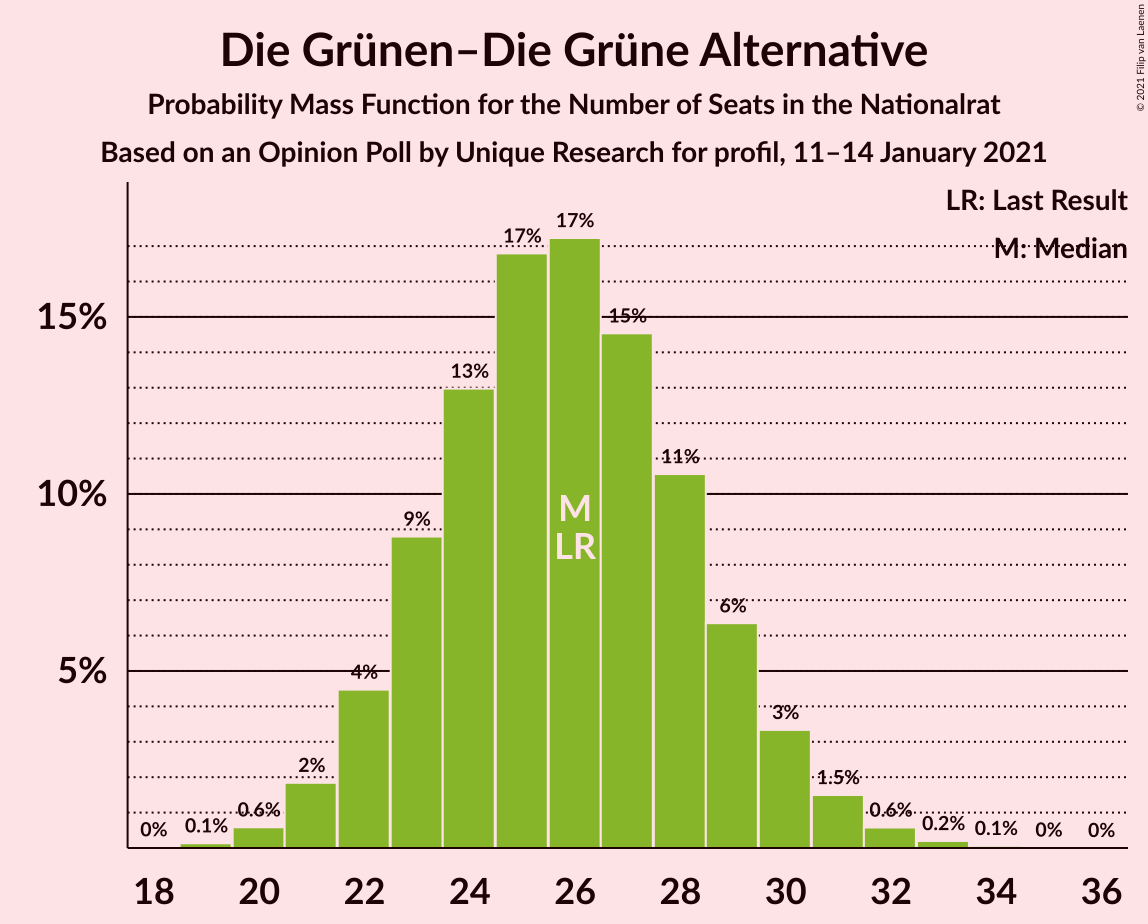 Die Grünen–Die Grüne Alternative
Probability Mass Function for the Number of Seats in the Nationalrat
Based on an Opinion Poll by Unique Research for profil, 11–14 January 2021
© 2021 Filip van Laenen
LR: Last Result
M: Median
15%
10%
5%
0%
0.1%
0.6%
2%
4%
9%
13%
17%
17%
15%
11%
6%
3%
1.5%
0.6%
0.2%
0.1%
0%
0%
M
LR
18 20 22 24 26 28 30 32 34 36